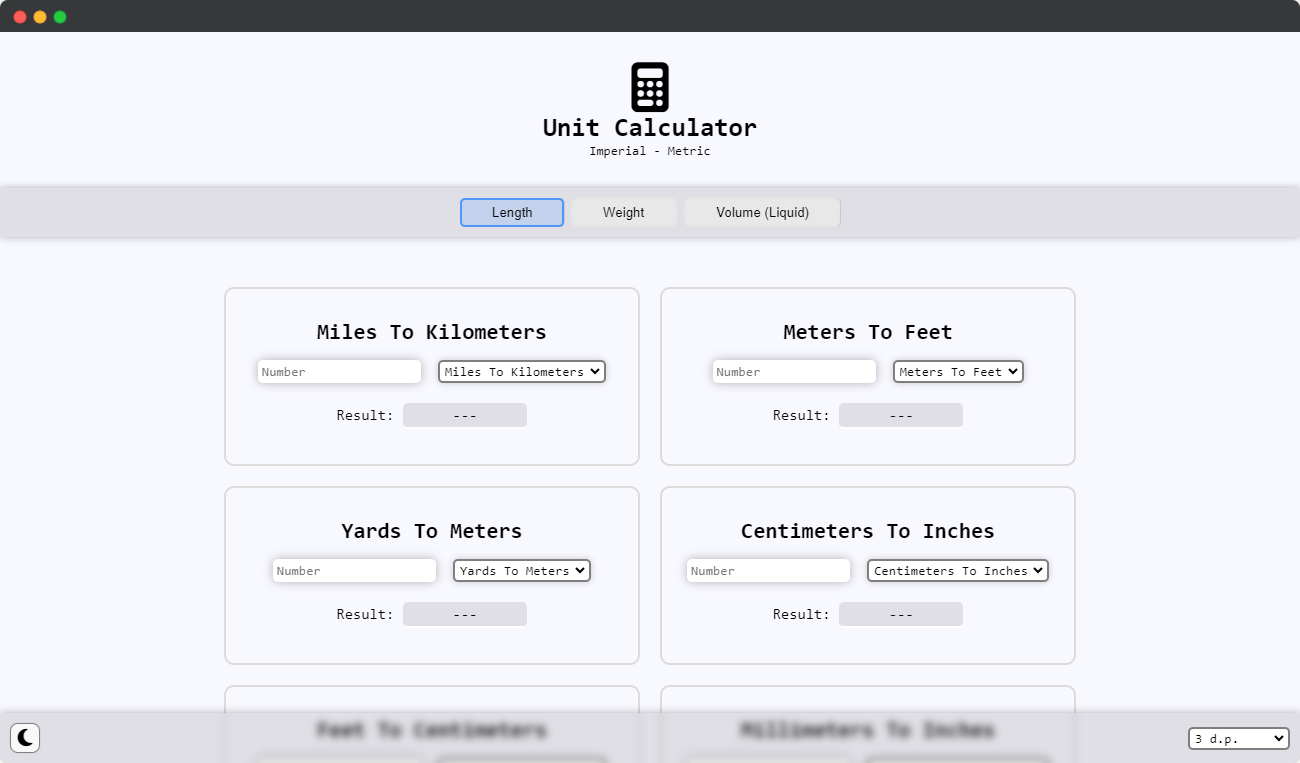 Unit Calculator
Imperial - Metric
Length Weight Volume (Liquid)
Miles To Kilometers
Number Miles To Kilometers
Result: ---
Meters To Feet
Number Meters To Feet
Result: ---
Yards To Meters
Number Yards To Meters
Result: ---
Centimeters To Inches
Number Centimeters To Inches
Result: ---
Feet To Centimeters
Millimeters To Inches
3 d.p.